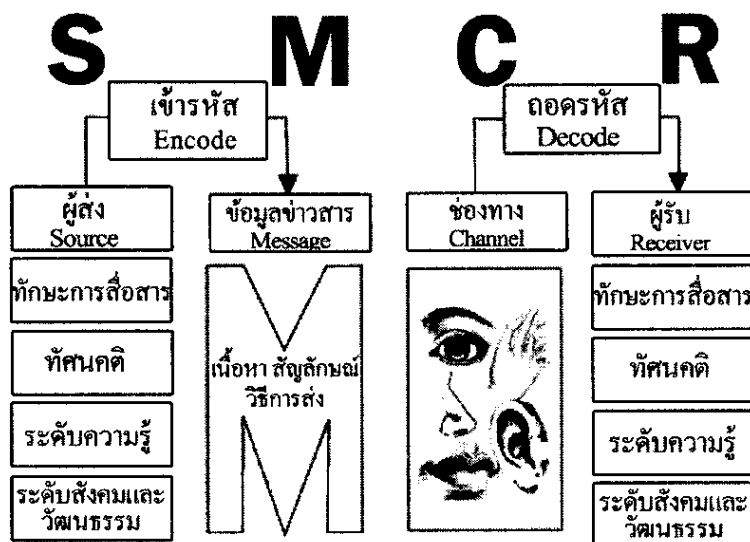 S M C R
เข้ารหัส
Encode
ถอดรหัส
Decode
ผู้ส่ง
Source
ข้อมูลข่าวสาร
Message
ช่องทาง
Channel
ผู้รับ
Receiver
ทักษะการสื่อสาร
ทัศนคติ
ระดับความรู้
ระดับสังคมและ
วัฒนธรรม
เนื้อหา สัญลักษณ์
วิธีการส่ง
ทักษะการสื่อสาร
ทัศนคติ
ระดับความรู้
ระดับสังคมและ
วัฒนธรรม